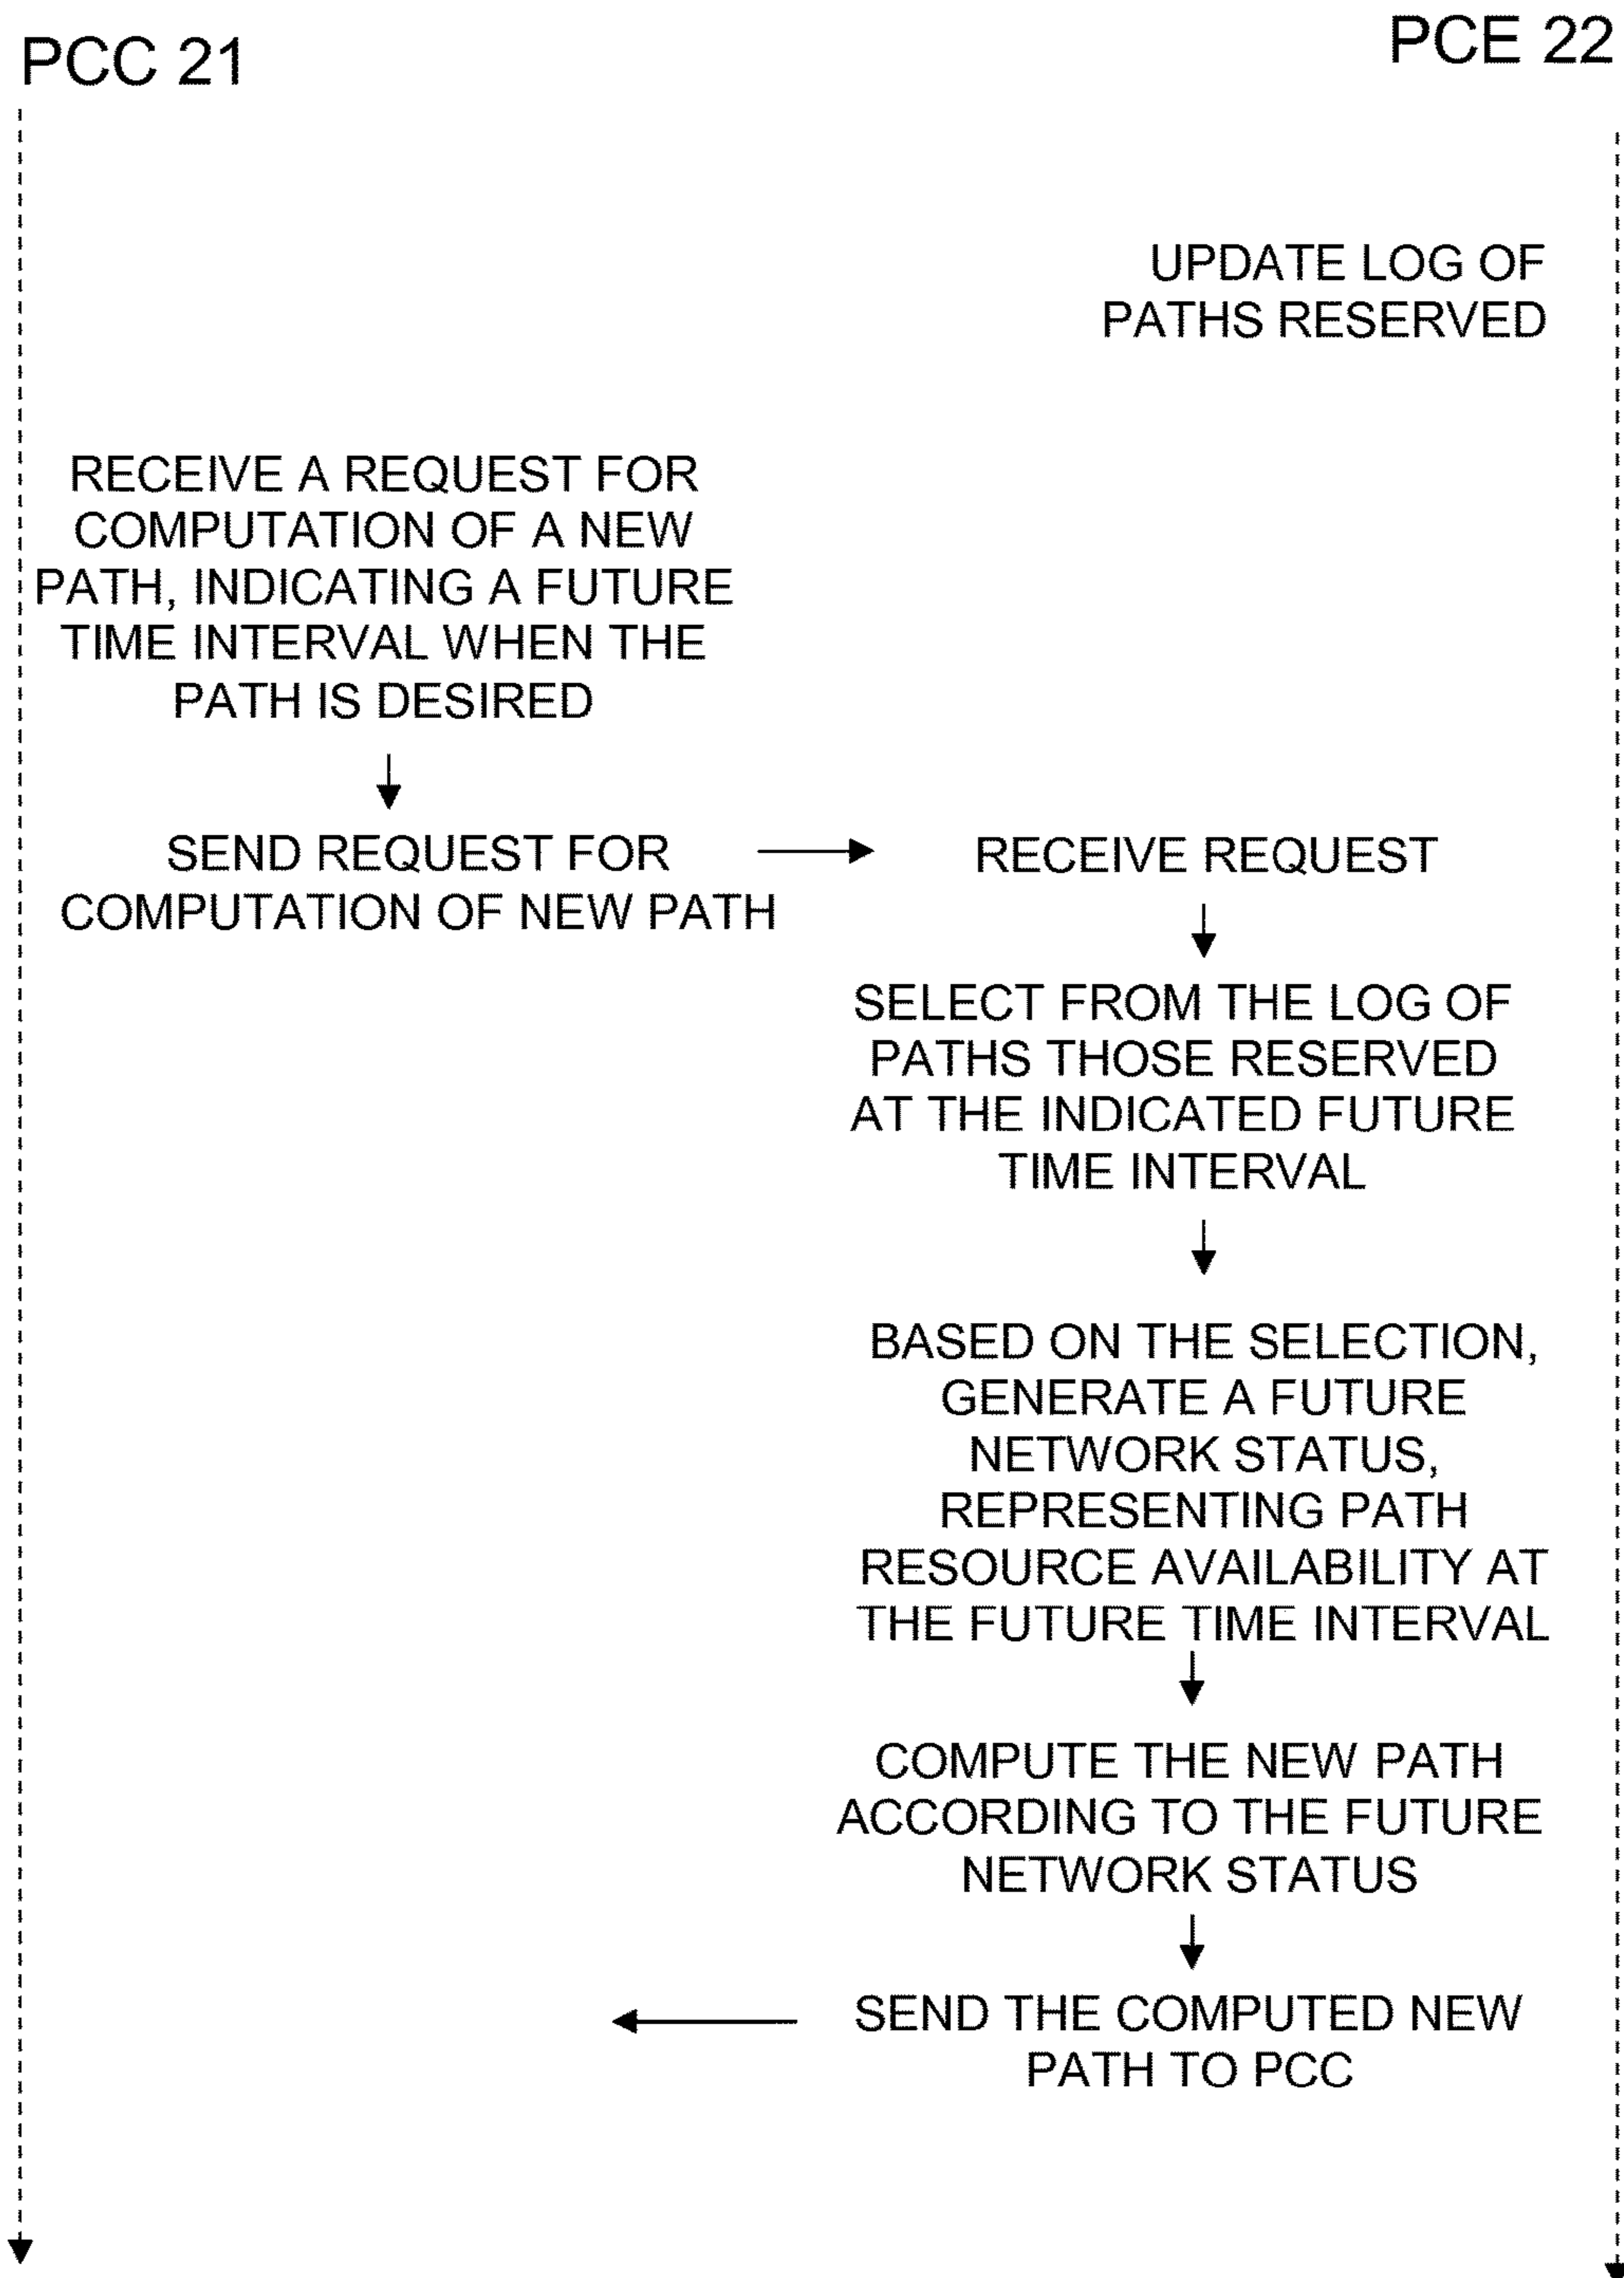 PCC 21
PCE 22
UPDATE LOG OF
PATHS RESERVED
RECEIVE A REQUEST FOR
COMPUTATION OF A NEW
PATH, INDICATING A FUTURE
TIME INTERVAL WHEN THE
PATH IS DESIRED
SEND REQUEST FOR
COMPUTATION OF NEW PATH
RECEIVE REQUEST
SELECT FROM THE LOG OF
PATHS THOSE RESERVED
AT THE INDICATED FUTURE
TIME INTERVAL
BASED ON THE SELECTION,
GENERATE A FUTURE
NETWORK STATUS,
REPRESENTING PATH
RESOURCE AVAILABILITY AT
THE FUTURE TIME INTERVAL
COMPUTE THE NEW PATH
ACCORDING TO THE FUTURE
NETWORK STATUS
SEND THE COMPUTED NEW
PATH TO PCC